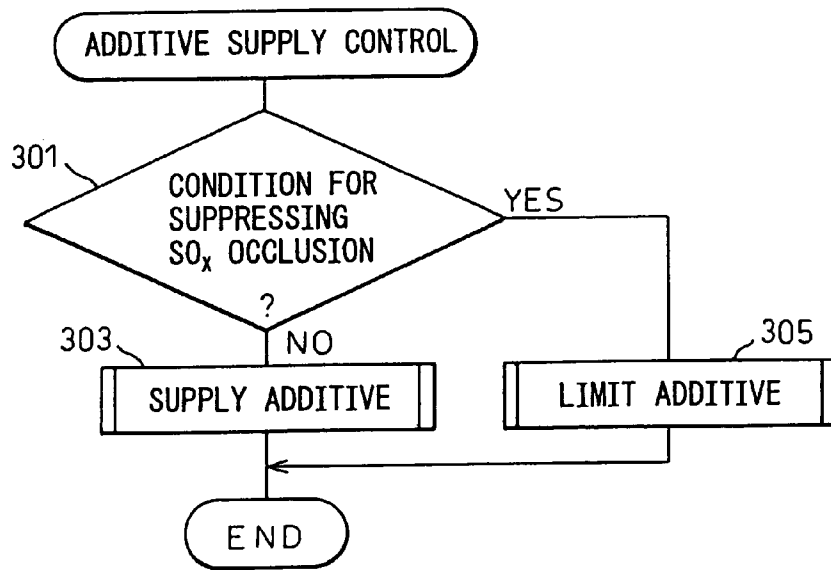 ADDITIVE SUPPLY CONTROL
301
CONDITION FOR
SUPPRESSING
SOx OCCLUSION
?
YES
NO
303
SUPPLY ADDITIVE
305
LIMIT ADDITIVE
END